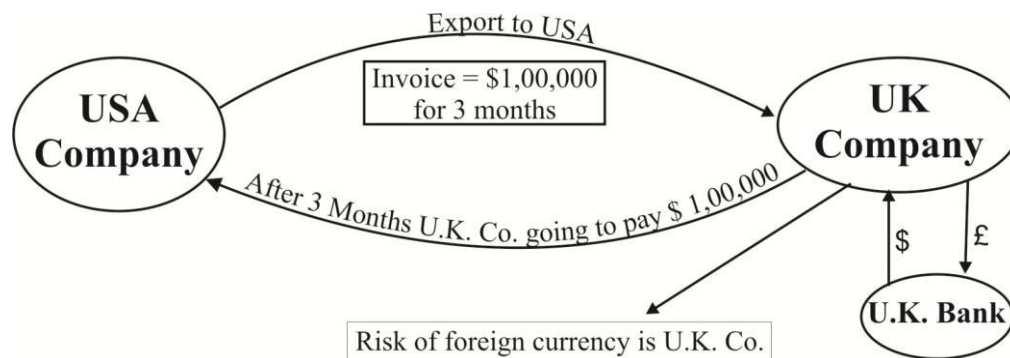 Export to USA
Invoice = $1,00,000
for 3 months
USA
Company
UK
Company
After 3 Months U.K. Co. going to pay $ 1,00,000
$
£
U.K. Bank
Risk of foreign currency is U.K. Co.